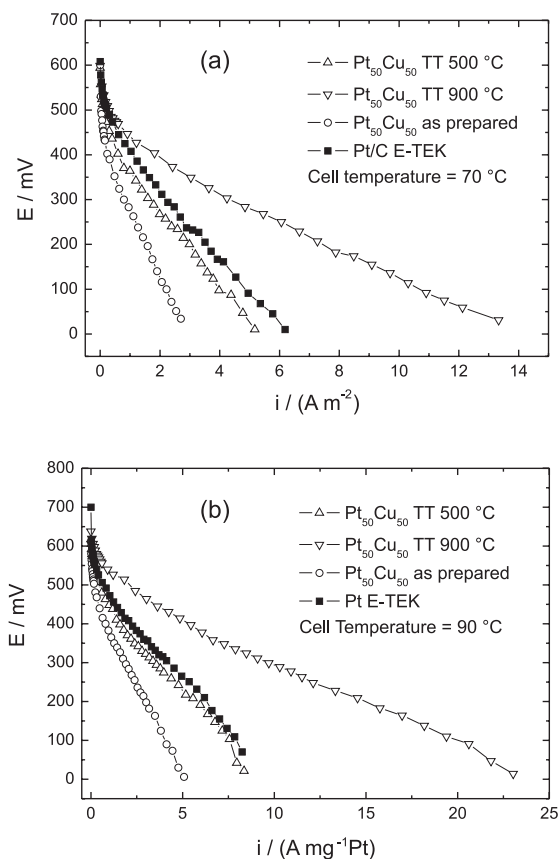 700
600
500
400
300
200
100
0
E / mV
(a)
Pt₅₀Cu₅₀ TT 500 °C
Pt₅₀Cu₅₀ TT 900 °C
Pt₅₀Cu₅₀ as prepared
Pt/C E-TEK
Cell temperature = 70 °C
0 2 4 6 8 10 12 14
i / (A m⁻²)
800
700
600
500
400
300
200
100
0
E / mV
(b)
Pt₅₀Cu₅₀ TT 500 °C
Pt₅₀Cu₅₀ TT 900 °C
Pt₅₀Cu₅₀ as prepared
Pt E-TEK
Cell Temperature = 90 °C
0 5 10 15 20 25
i / (A mg⁻¹Pt)